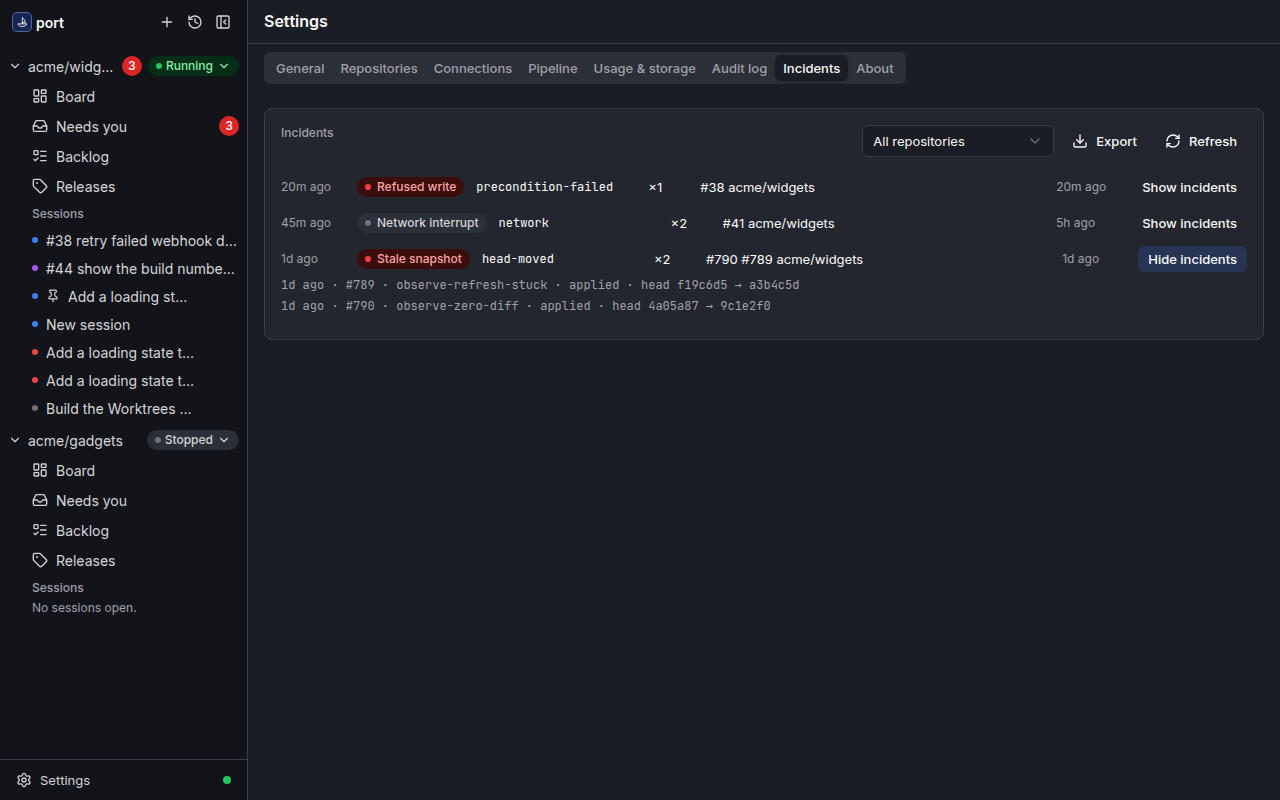 port
Settings
acme/widg... 3 Running
Board
Needs you 3
Backlog
Releases
Sessions
#38 retry failed webhook d...
#44 show the build numbe...
Add a loading st...
New session
Add a loading state t...
Add a loading state t...
Build the Worktrees ...
acme/gadgets Stopped
Board
Needs you
Backlog
Releases
Sessions
No sessions open.
Settings
General Repositories Connections Pipeline Usage & storage Audit log Incidents About
Incidents All repositories Export Refresh
20m ago Refused write precondition-failed ×1 #38 acme/widgets 20m ago Show incidents
45m ago Network interrupt network ×2 #41 acme/widgets 5h ago Show incidents
1d ago Stale snapshot head-moved ×2 #790 #789 acme/widgets 1d ago Hide incidents
1d ago · #789 · observe-refresh-stuck · applied · head f19c6d5 → a3b4c5d
1d ago · #790 · observe-zero-diff · applied · head 4a05a87 → 9c1e2f0